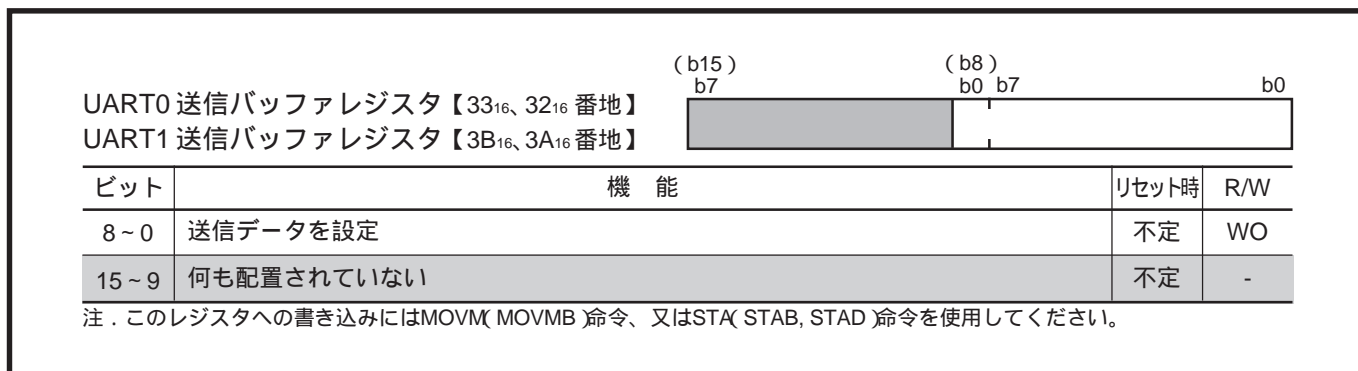 (b15) (b8)
b7 b0 b7 b0
UART0 送信バッファレジスタ【33₁₆、32₁₆ 番地】
UART1 送信バッファレジスタ【3B₁₆、3A₁₆ 番地】
ビット 機 能 リセット時 R/W
8~0 送信データを設定 不定 WO
15~9 何も配置されていない 不定 -
注．このレジスタへの書き込みにはMOVM( MOVMB )命令、又はSTA( STAB, STAD )命令を使用してください。